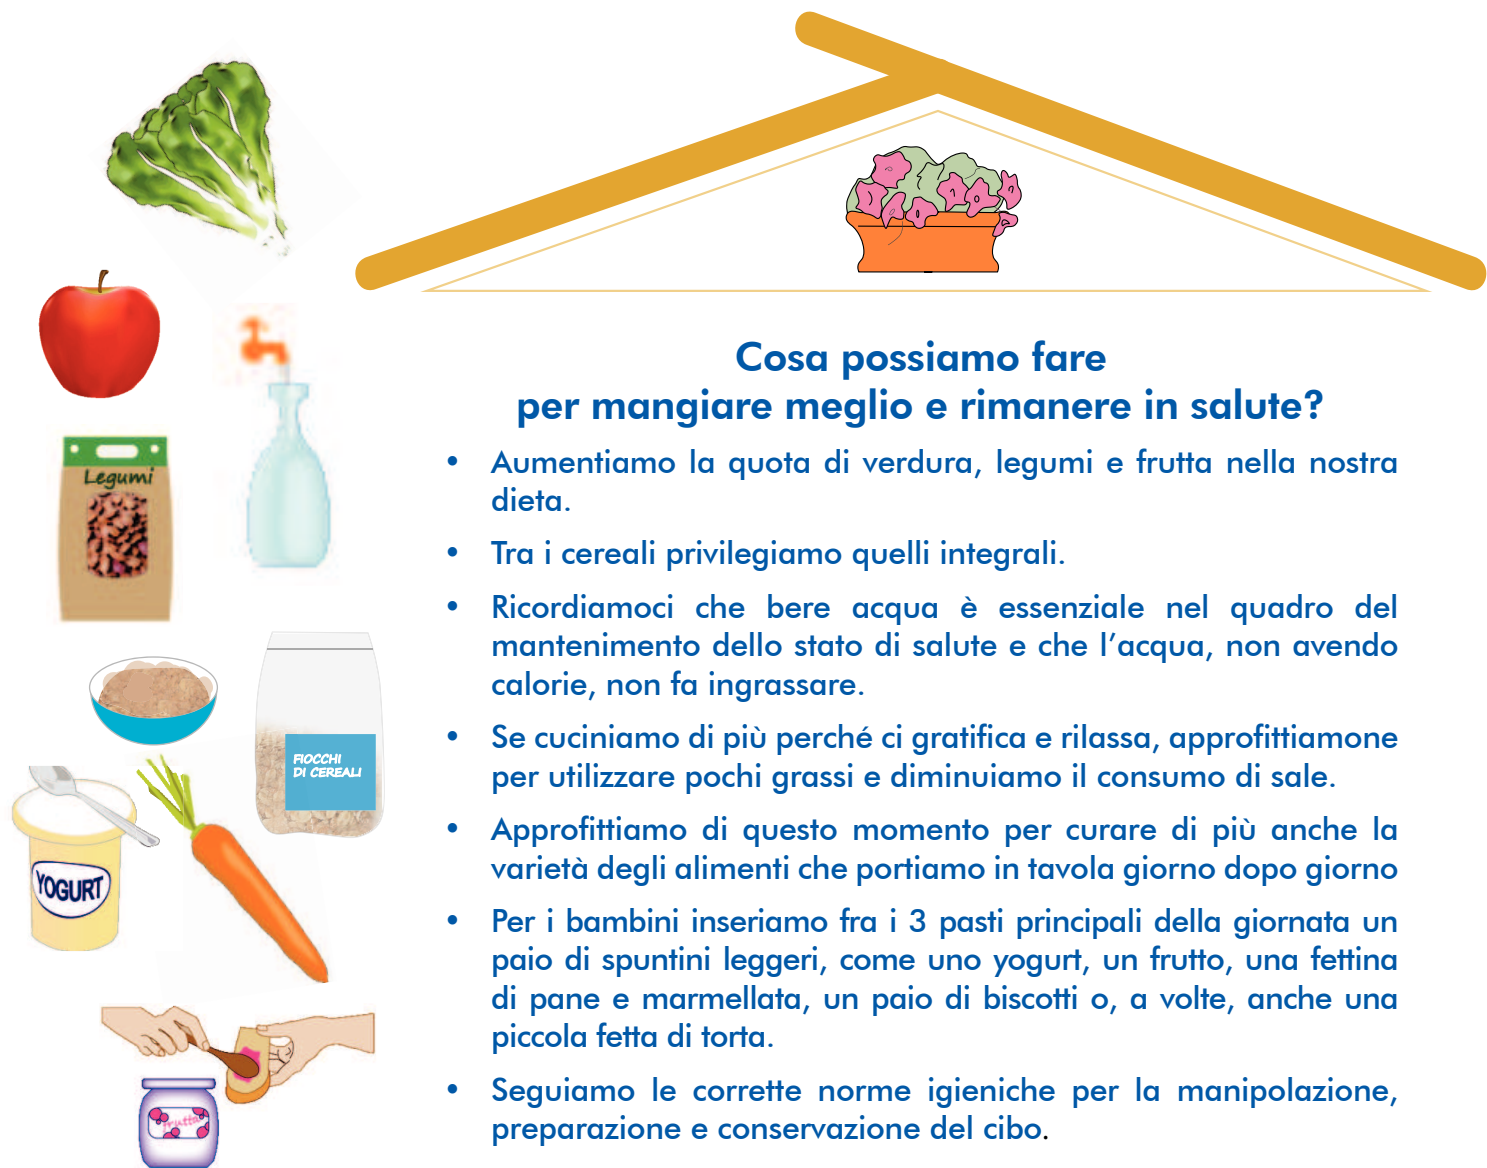 Cosa possiamo fare
per mangiare meglio e rimanere in salute?
• Aumentiamo la quota di verdura, legumi e frutta nella nostra
dieta.
• Tra i cereali privilegiamo quelli integrali.
• Ricordiamoci che bere acqua è essenziale nel quadro del
mantenimento dello stato di salute e che l’acqua, non avendo
calorie, non fa ingrassare.
• Se cuciniamo di più perché ci gratifica e rilassa, approfittiamone
per utilizzare pochi grassi e diminuiamo il consumo di sale.
• Approfittiamo di questo momento per curare di più anche la
varietà degli alimenti che portiamo in tavola giorno dopo giorno
• Per i bambini inseriamo fra i 3 pasti principali della giornata un
paio di spuntini leggeri, come uno yogurt, un frutto, una fettina
di pane e marmellata, un paio di biscotti o, a volte, anche una
piccola fetta di torta.
• Seguiamo le corrette norme igieniche per la manipolazione,
preparazione e conservazione del cibo.
Legumi
FIOCCHI
DI CEREALI
YOGURT
frutta